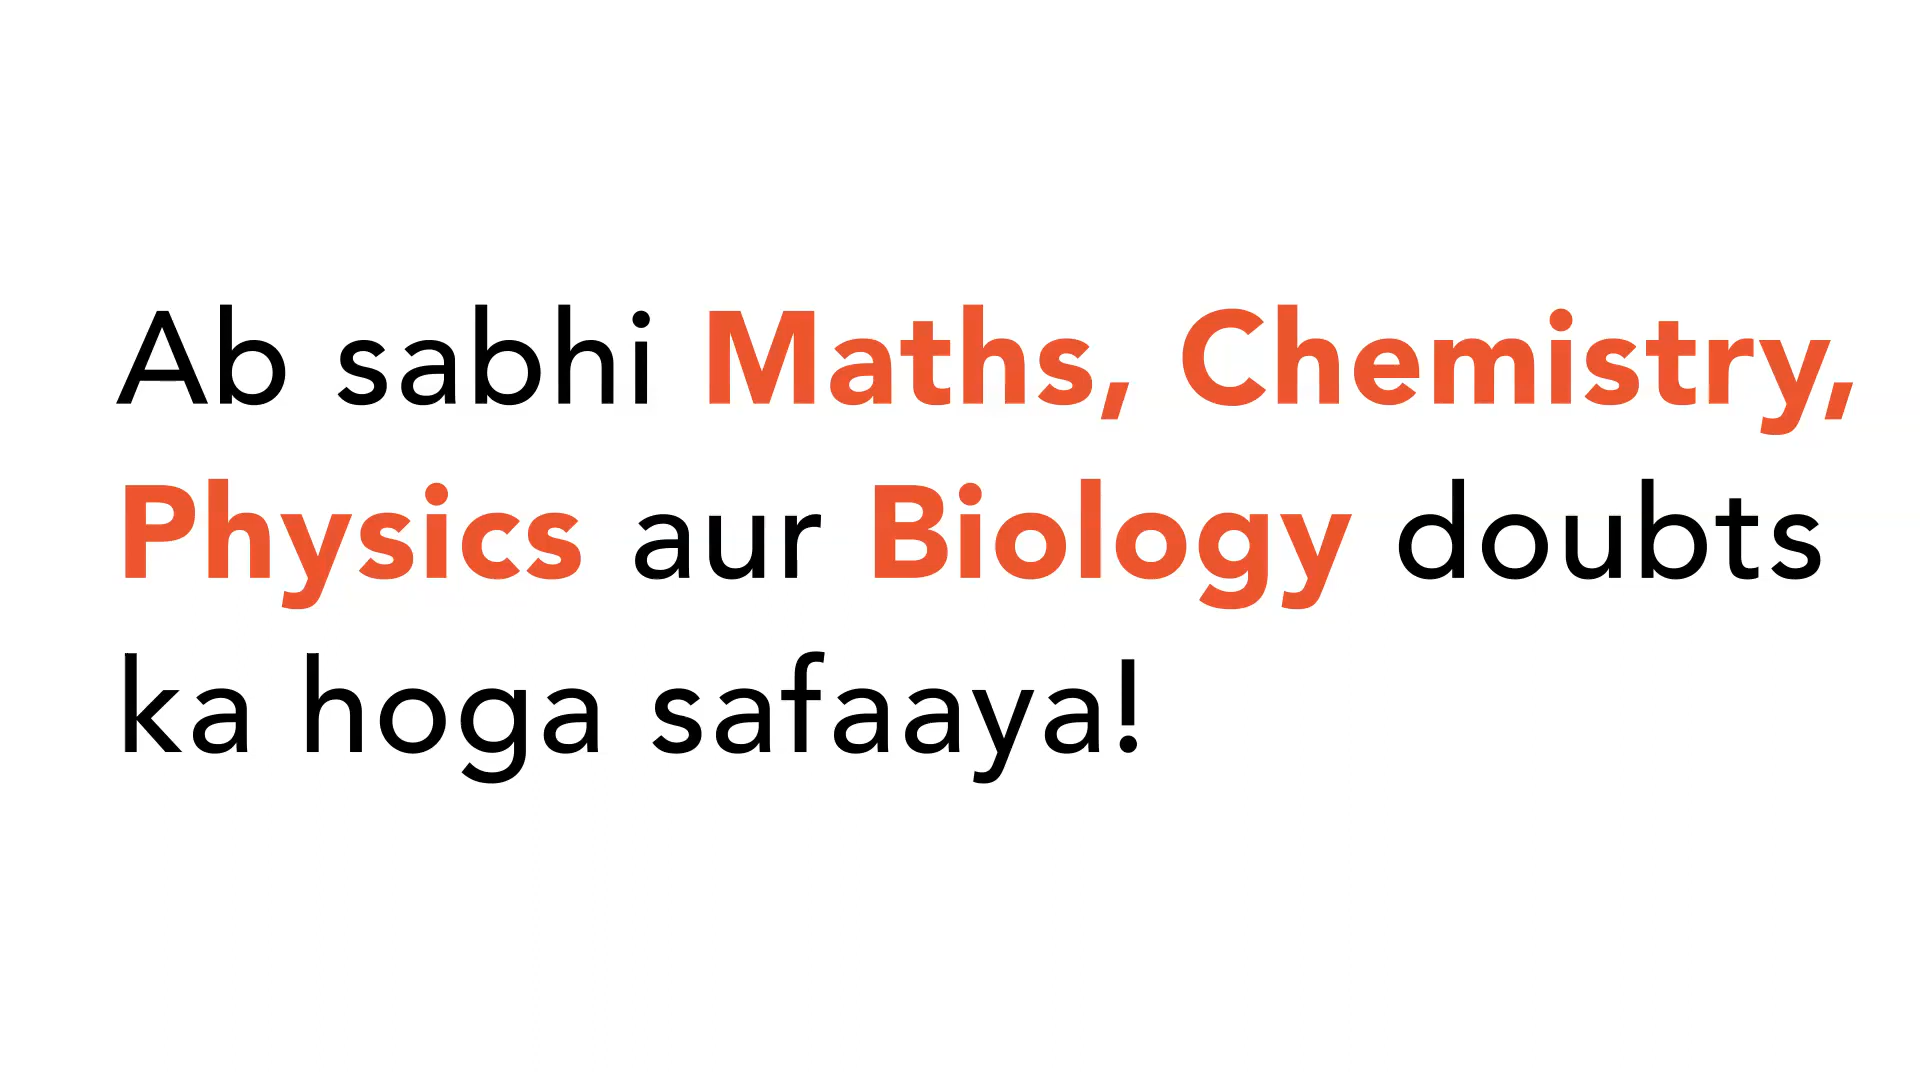 Ab sabhi Maths, Chemistry,
Physics aur Biology doubts
ka hoga safaaya!